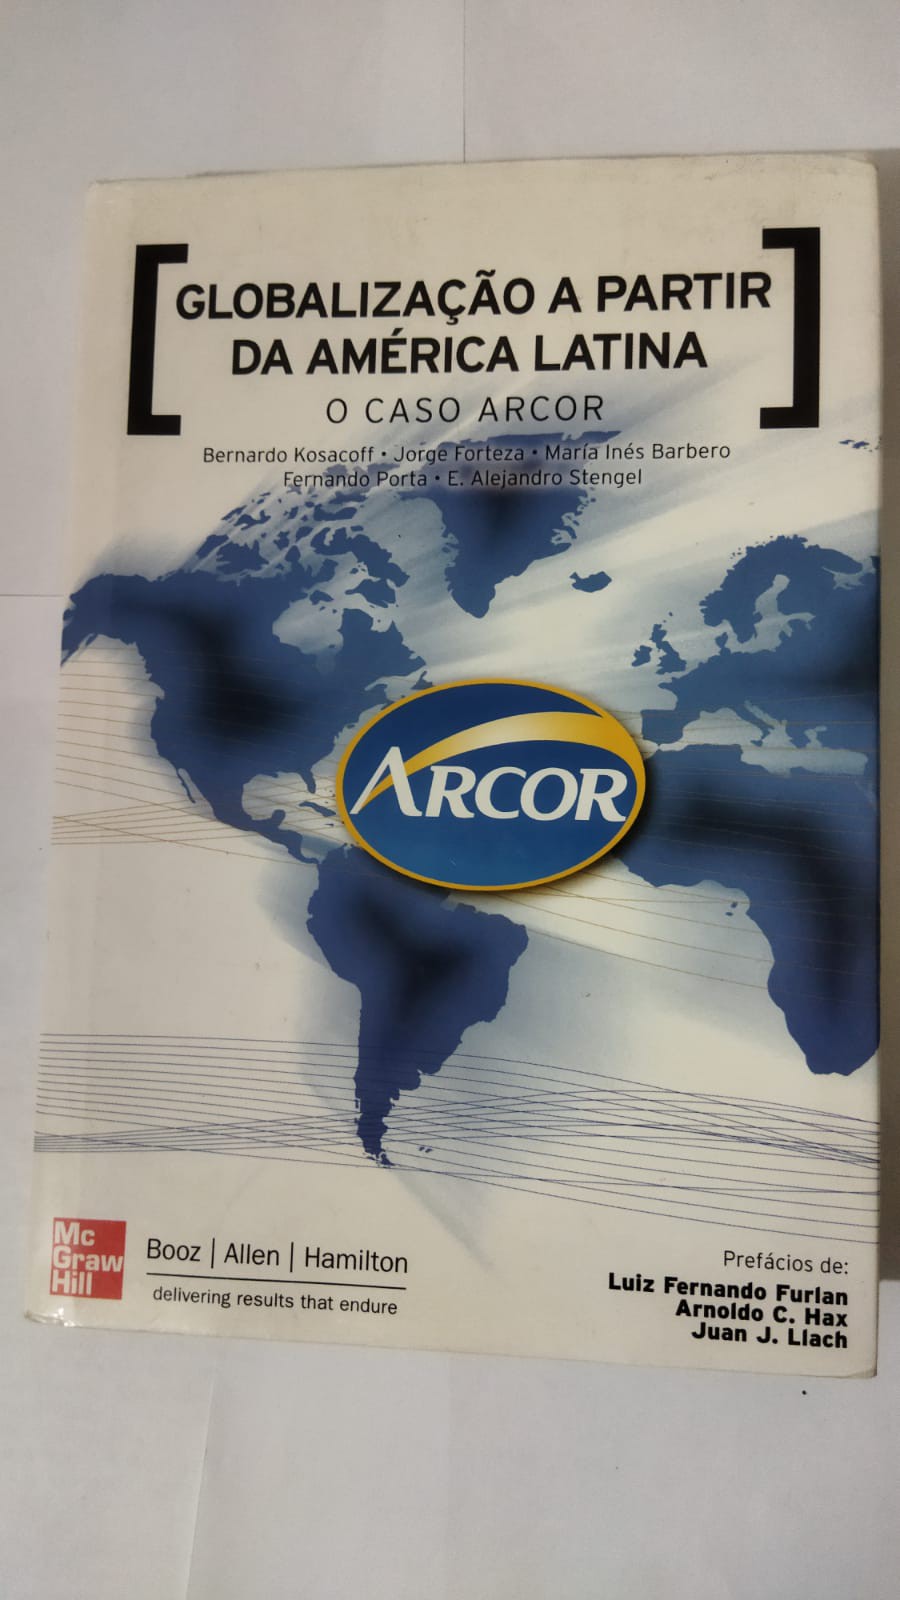 GLOBALIZAÇÃO A PARTIR
DA AMÉRICA LATINA
O CASO ARCOR
Bernardo Kosacoff • Jorge Forteza • María Inés Barbero
Fernando Porta • E. Alejandro Stengel
ARCOR
Mc
Graw
Hill
Booz | Allen | Hamilton
delivering results that endure
Prefácios de:
Luiz Fernando Furlan
Arnoldo C. Hax
Juan J. Llach